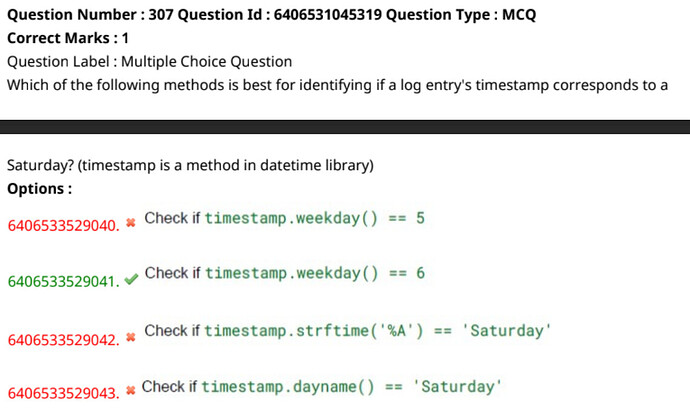 Question Number : 307 Question Id : 6406531045319 Question Type : MCQ
Correct Marks : 1
Question Label : Multiple Choice Question
Which of the following methods is best for identifying if a log entry's timestamp corresponds to a
Saturday? (timestamp is a method in datetime library)
Options :
6406533529040. ✖ Check if timestamp.weekday() == 5
6406533529041. ✔ Check if timestamp.weekday() == 6
6406533529042. ✖ Check if timestamp.strftime('%A') == 'Saturday'
6406533529043. ✖ Check if timestamp.dayname() == 'Saturday'